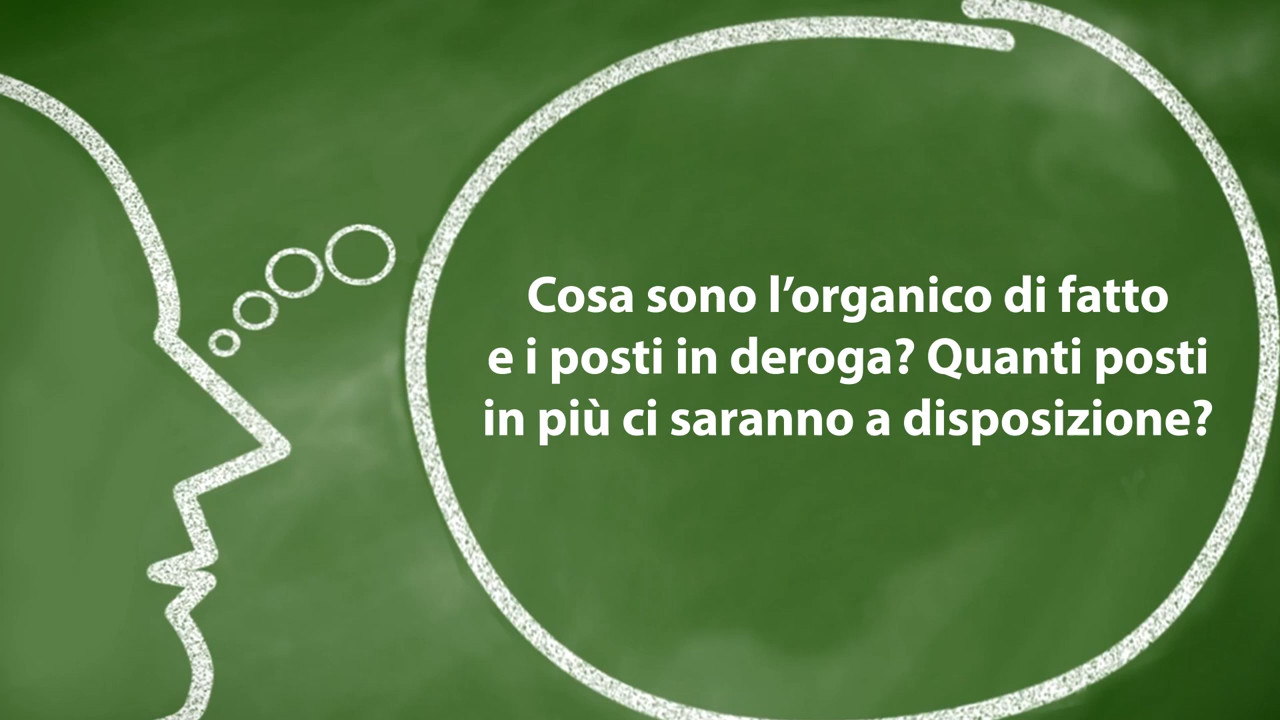 Cosa sono l’organico di fatto
e i posti in deroga? Quanti posti
in più ci saranno a disposizione?